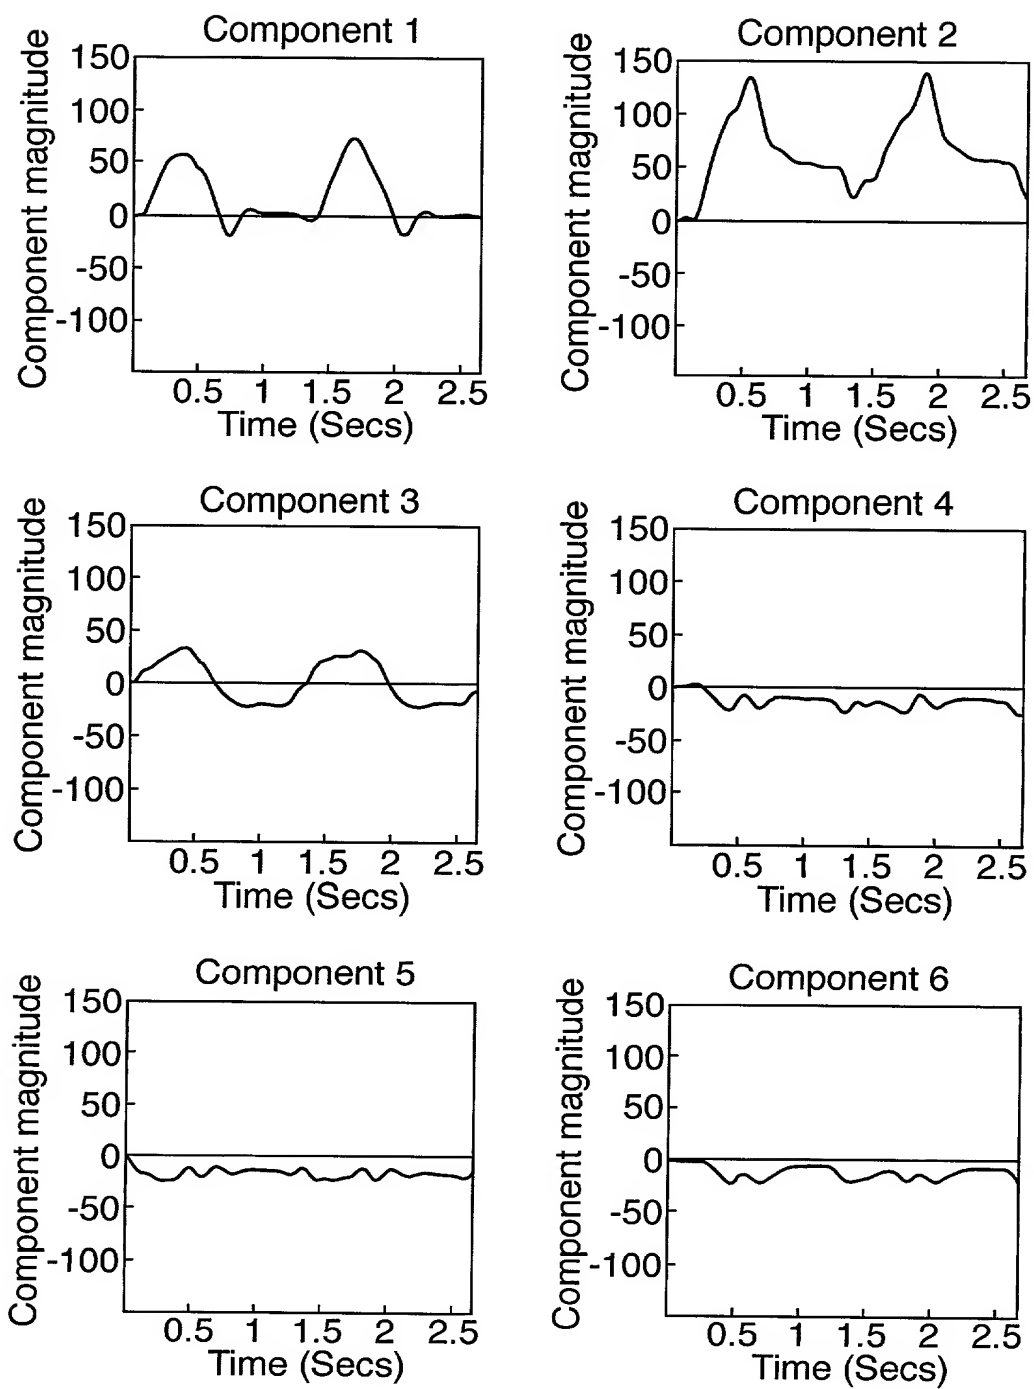 Component 1
Component magnitude
150
100
50
0
-50
-100
0.5 1 1.5 2 2.5
Time (Secs)
Component 2
Component magnitude
150
100
50
0
-50
-100
0.5 1 1.5 2 2.5
Time (Secs)
Component 3
Component magnitude
150
100
50
0
-50
-100
0.5 1 1.5 2 2.5
Time (Secs)
Component 4
Component magnitude
150
100
50
0
-50
-100
0.5 1 1.5 2 2.5
Time (Secs)
Component 5
Component magnitude
150
100
50
0
-50
-100
0.5 1 1.5 2 2.5
Time (Secs)
Component 6
Component magnitude
150
100
50
0
-50
-100
0.5 1 1.5 2 2.5
Time (Secs)